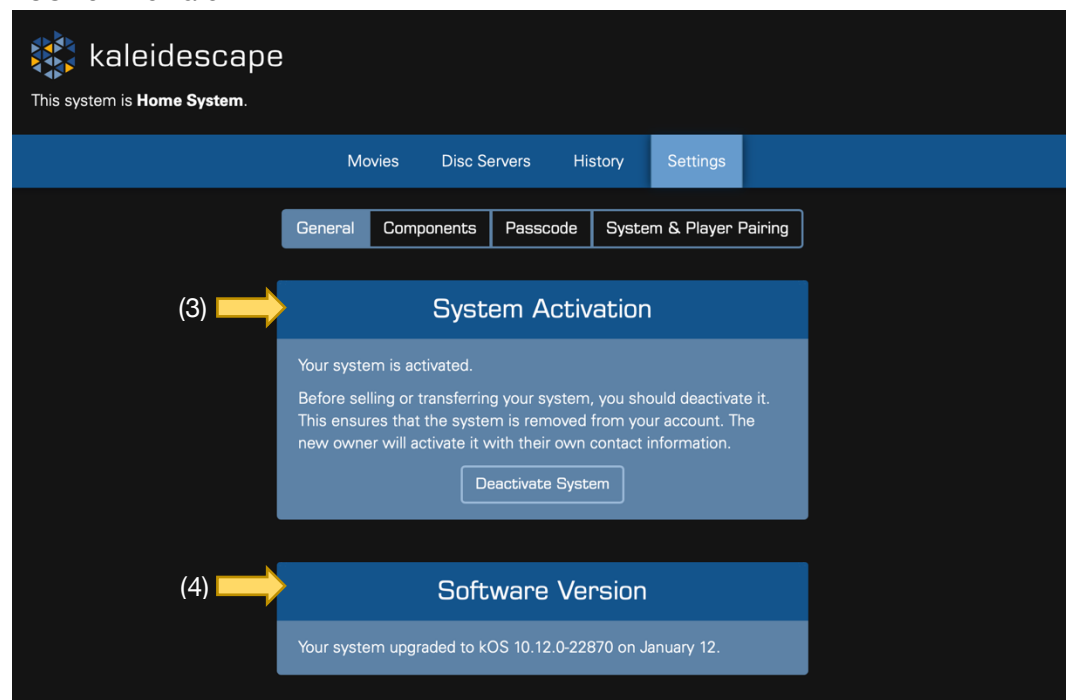 kaleidescape
This system is Home System.
Movies Disc Servers History Settings
General Components Passcode System & Player Pairing
(3) System Activation
Your system is activated.
Before selling or transferring your system, you should deactivate it.
This ensures that the system is removed from your account. The
new owner will activate it with their own contact information.
Deactivate System
(4) Software Version
Your system upgraded to kOS 10.12.0-22870 on January 12.